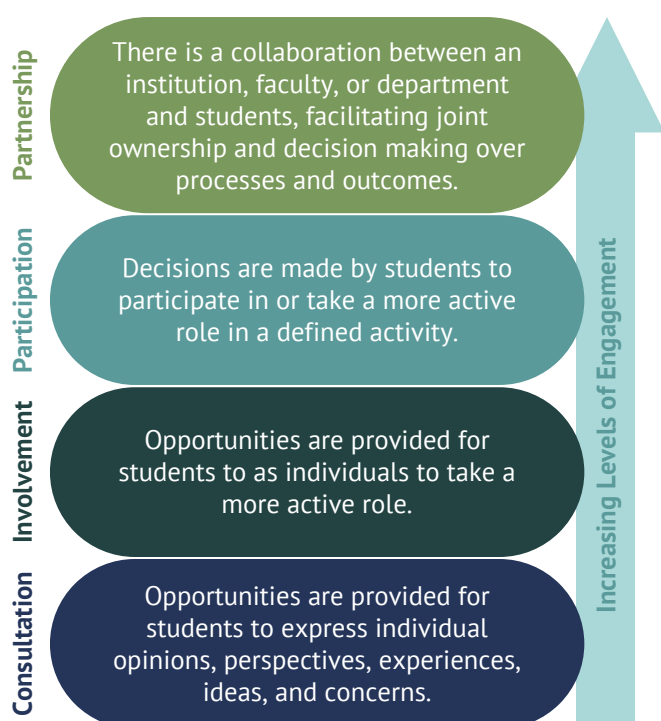 Partnership
There is a collaboration between an
institution, faculty, or department
and students, facilitating joint
ownership and decision making over
processes and outcomes.
Participation
Decisions are made by students to
participate in or take a more active
role in a defined activity.
Involvement
Opportunities are provided for
students to as individuals to take a
more active role.
Consultation
Opportunities are provided for
students to express individual
opinions, perspectives, experiences,
ideas, and concerns.
Increasing Levels of Engagement